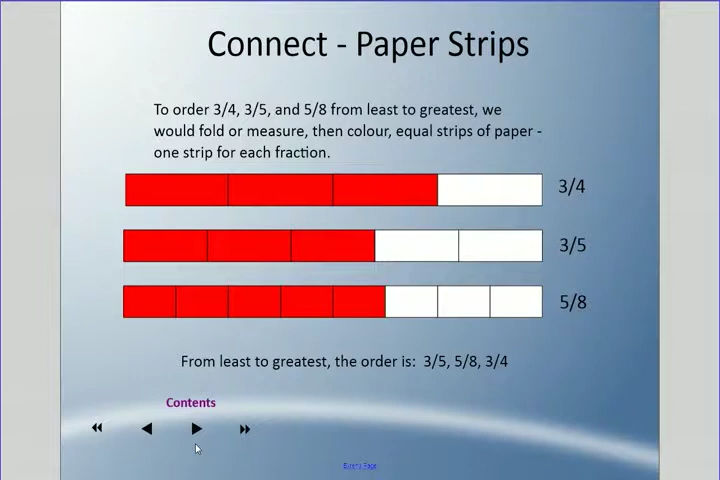 Connect - Paper Strips
To order 3/4, 3/5, and 5/8 from least to greatest, we
would fold or measure, then colour, equal strips of paper -
one strip for each fraction.
3/4
3/5
5/8
From least to greatest, the order is:  3/5, 5/8, 3/4
Contents